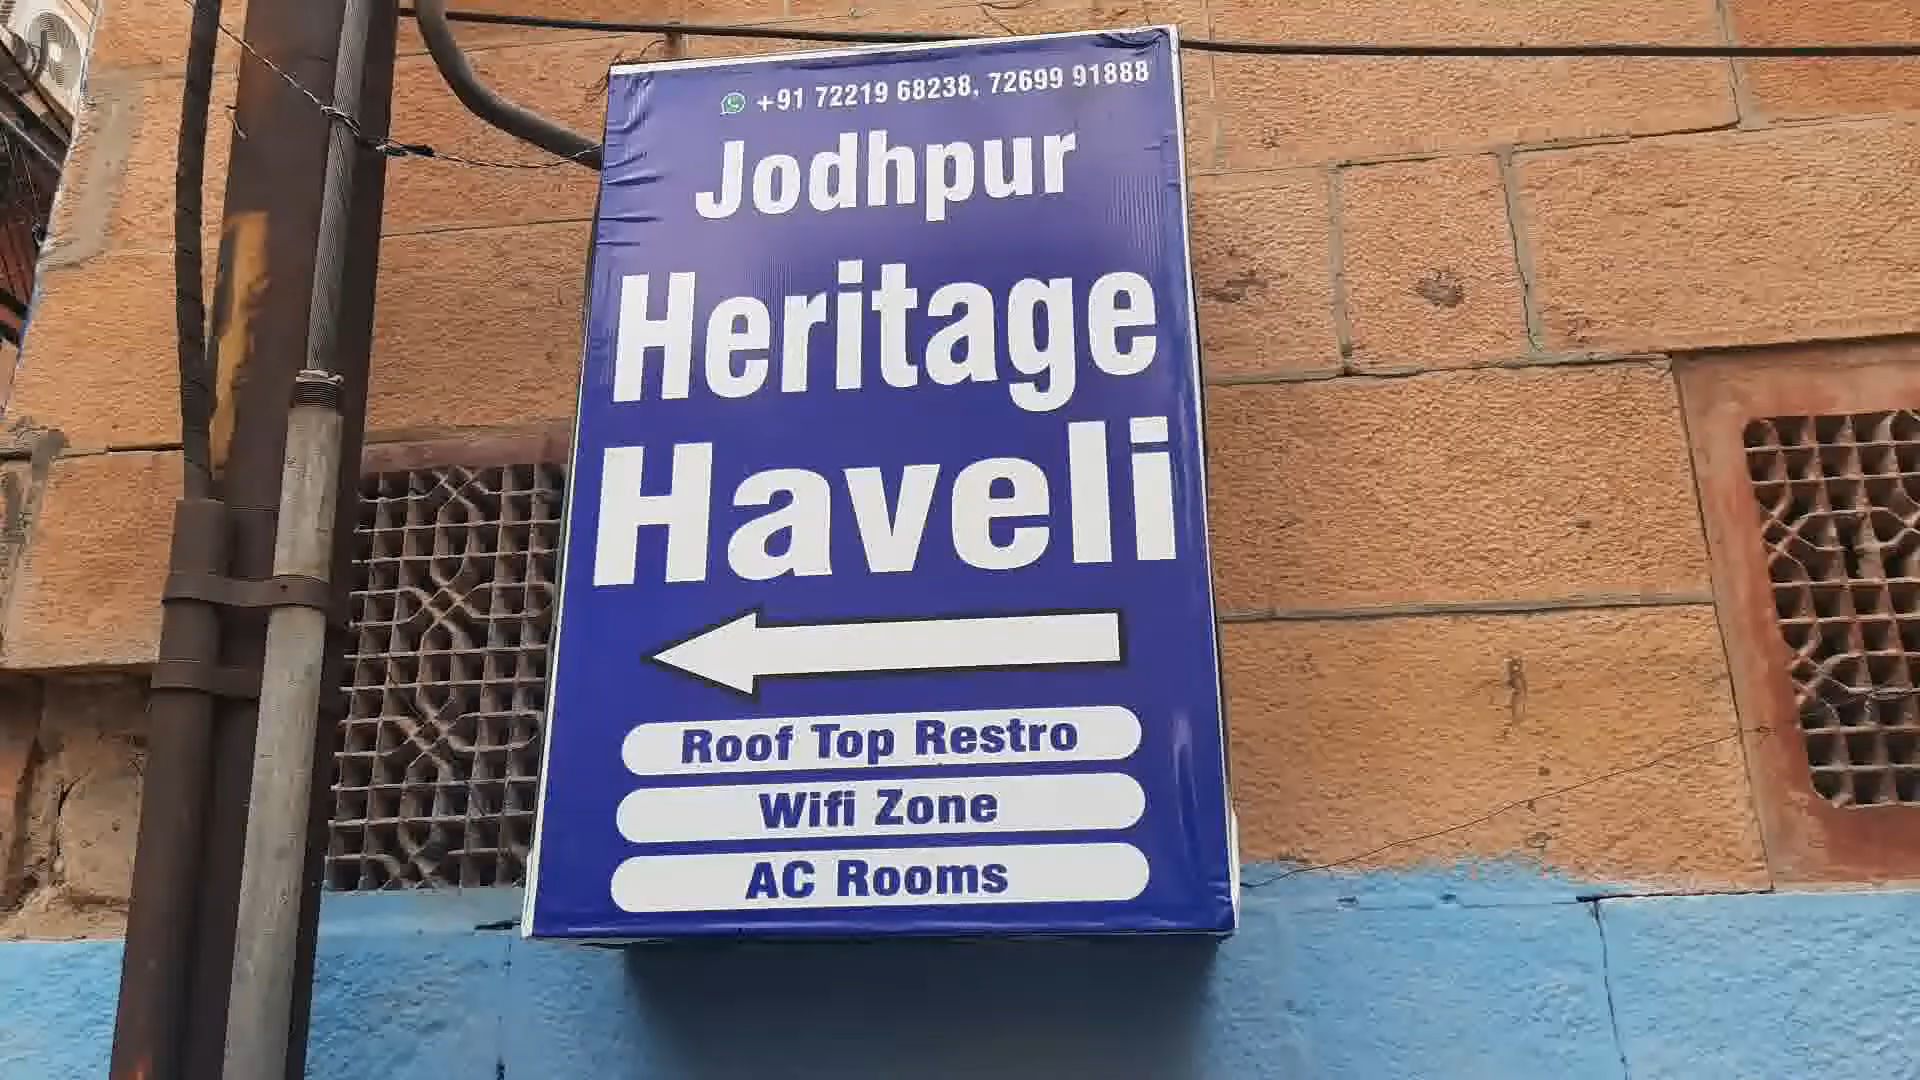 +91 72219 68238, 72699 91888
Jodhpur
Heritage
Haveli
Roof Top Restro
Wifi Zone
AC Rooms